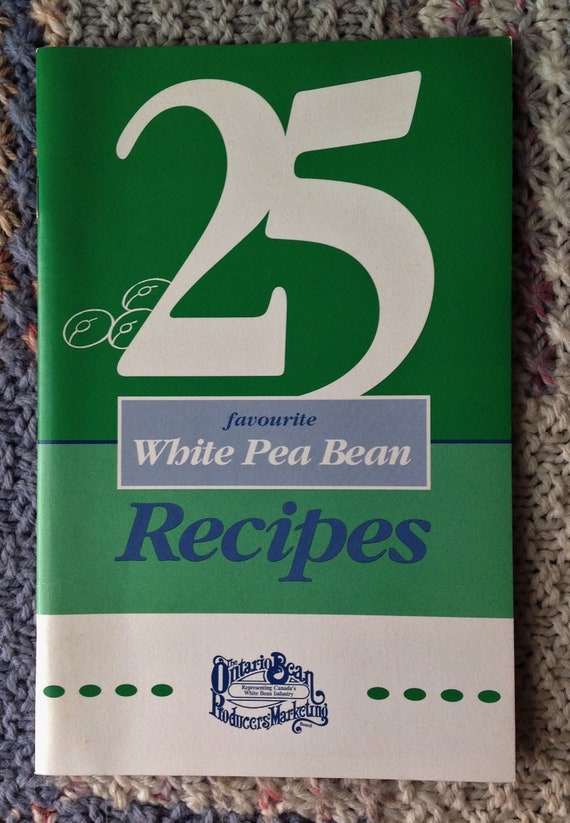 25
favourite
White Pea Bean
Recipes
The
Ontario Bean
Representing Canada's
White Bean Industry
Producers' Marketing
Board